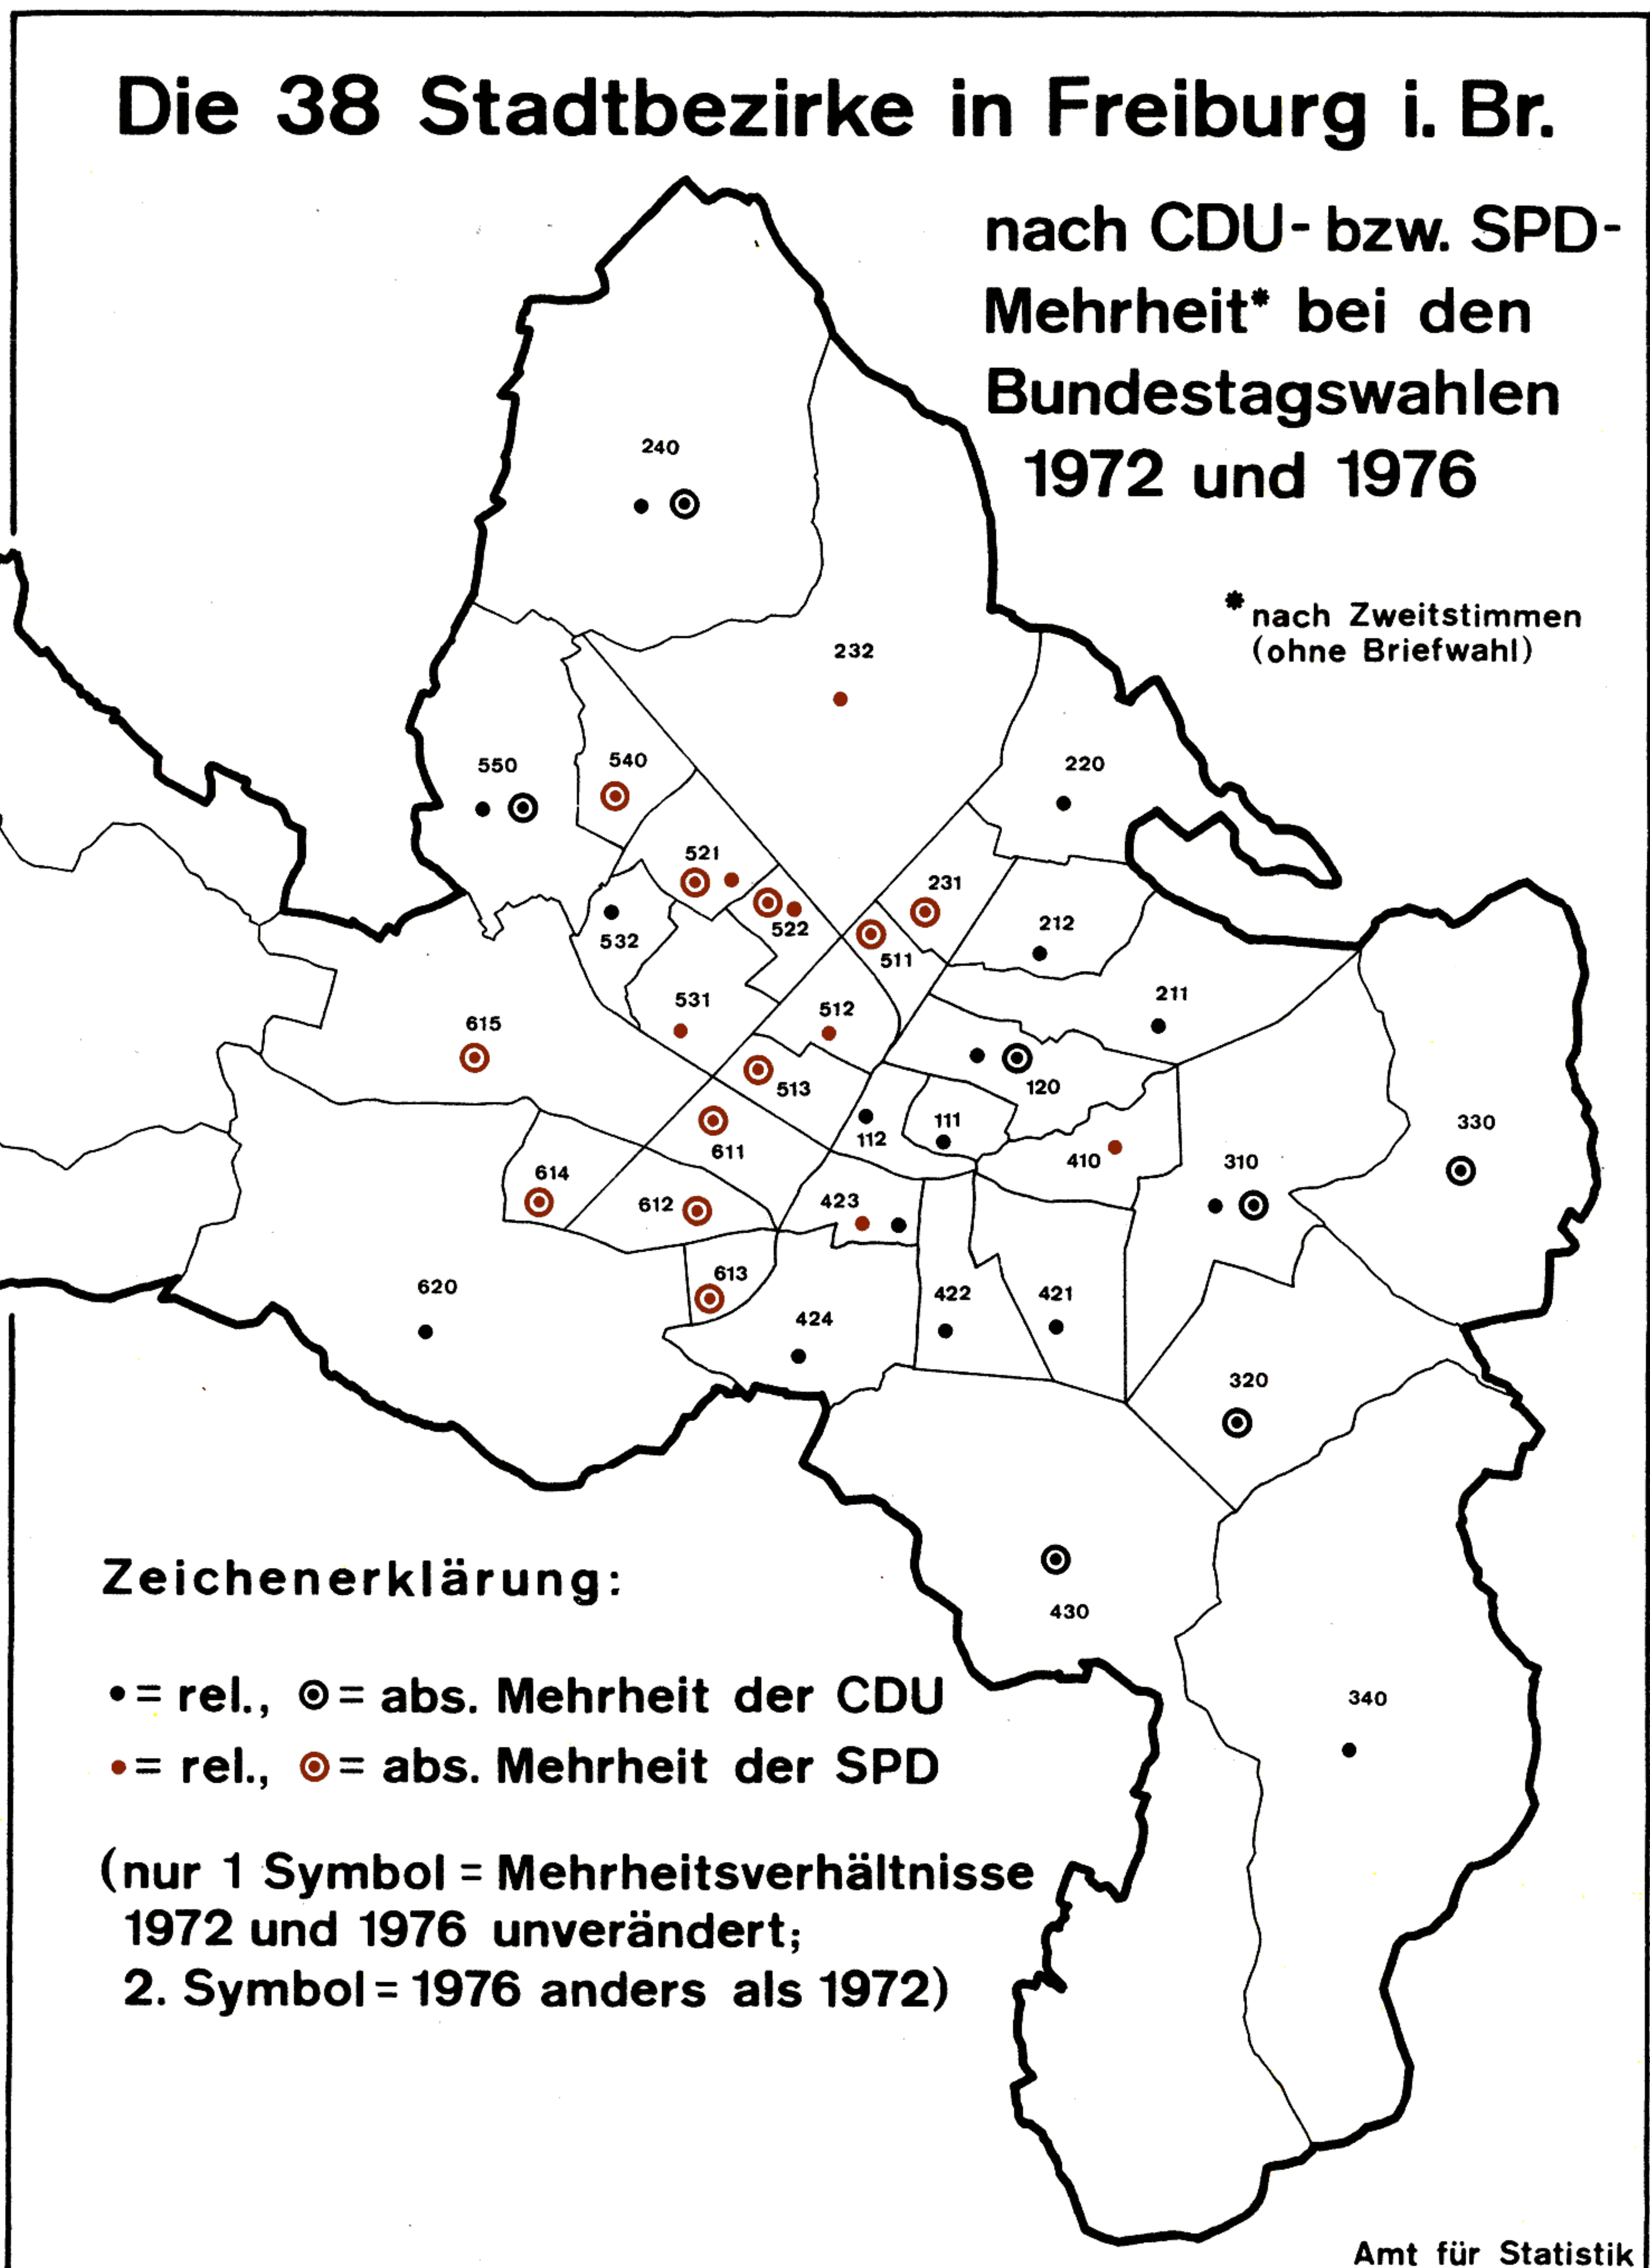 Die 38 Stadtbezirke in Freiburg i. Br.
nach CDU- bzw. SPD-
Mehrheit* bei den
Bundestagswahlen
1972 und 1976
*nach Zweitstimmen
(ohne Briefwahl)
240
232
220
550
540
521
522
231
212
532
511
531
512
211
615
513
120
111
112
330
611
410
310
614
612
423
620
613
424
422
421
320
430
340
Zeichenerklärung:
• = rel., ◎ = abs. Mehrheit der CDU
• = rel., ◎ = abs. Mehrheit der SPD
(nur 1 Symbol = Mehrheitsverhältnisse
1972 und 1976 unverändert;
2. Symbol = 1976 anders als 1972)
Amt für Statistik